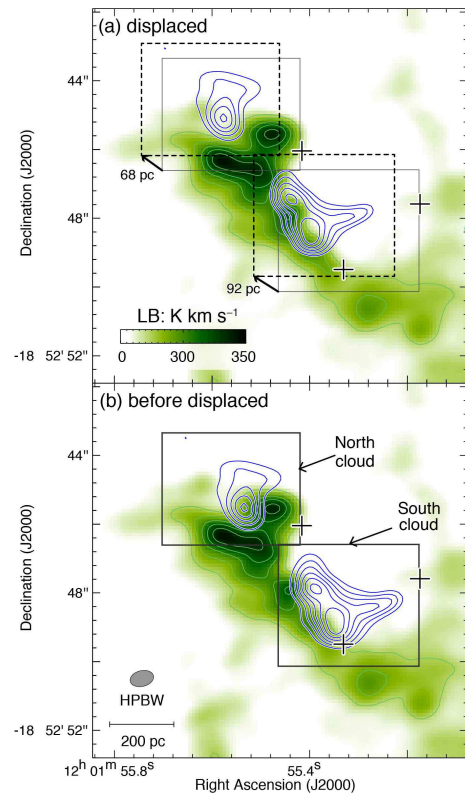 (a) displaced
44"
48"
-18   52' 52"
Declination (J2000)
68 pc
92 pc
LB: K km s⁻¹
0 300 350
(b) before displaced
North
cloud
South
cloud
44"
48"
-18   52' 52"
Declination (J2000)
HPBW
200 pc
12ʰ 01ᵐ 55.8ˢ 55.4ˢ
Right Ascension (J2000)